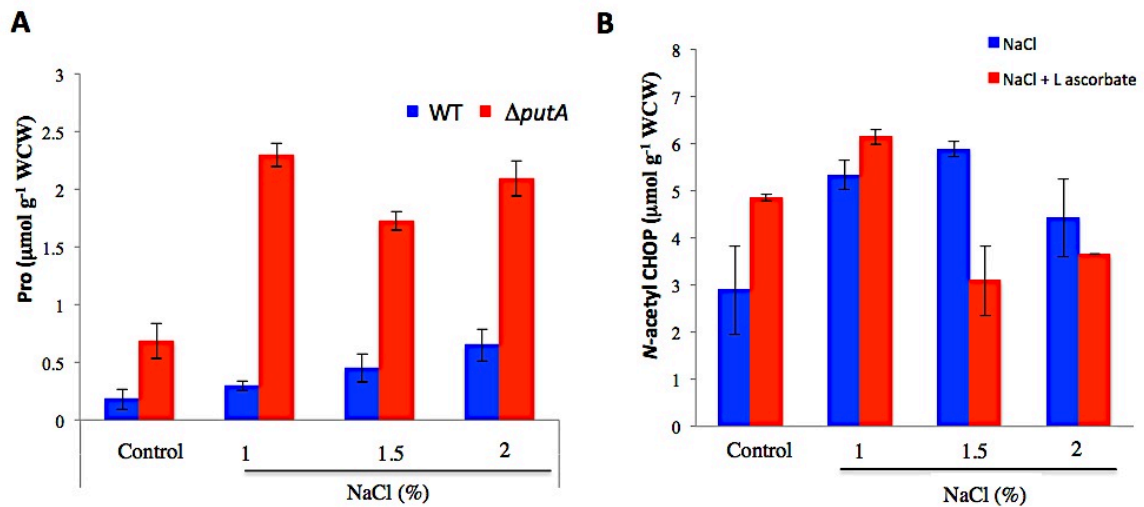 A
Pro (µmol g⁻¹ WCW)
3
2.5
2
1.5
1
0.5
0
WT ΔputA
Control 1 1.5 2
NaCl (%)
B
N-acetyl CHOP (µmol g⁻¹ WCW)
8
7
6
5
4
3
2
1
0
NaCl
NaCl + L ascorbate
Control 1 1.5 2
NaCl (%)